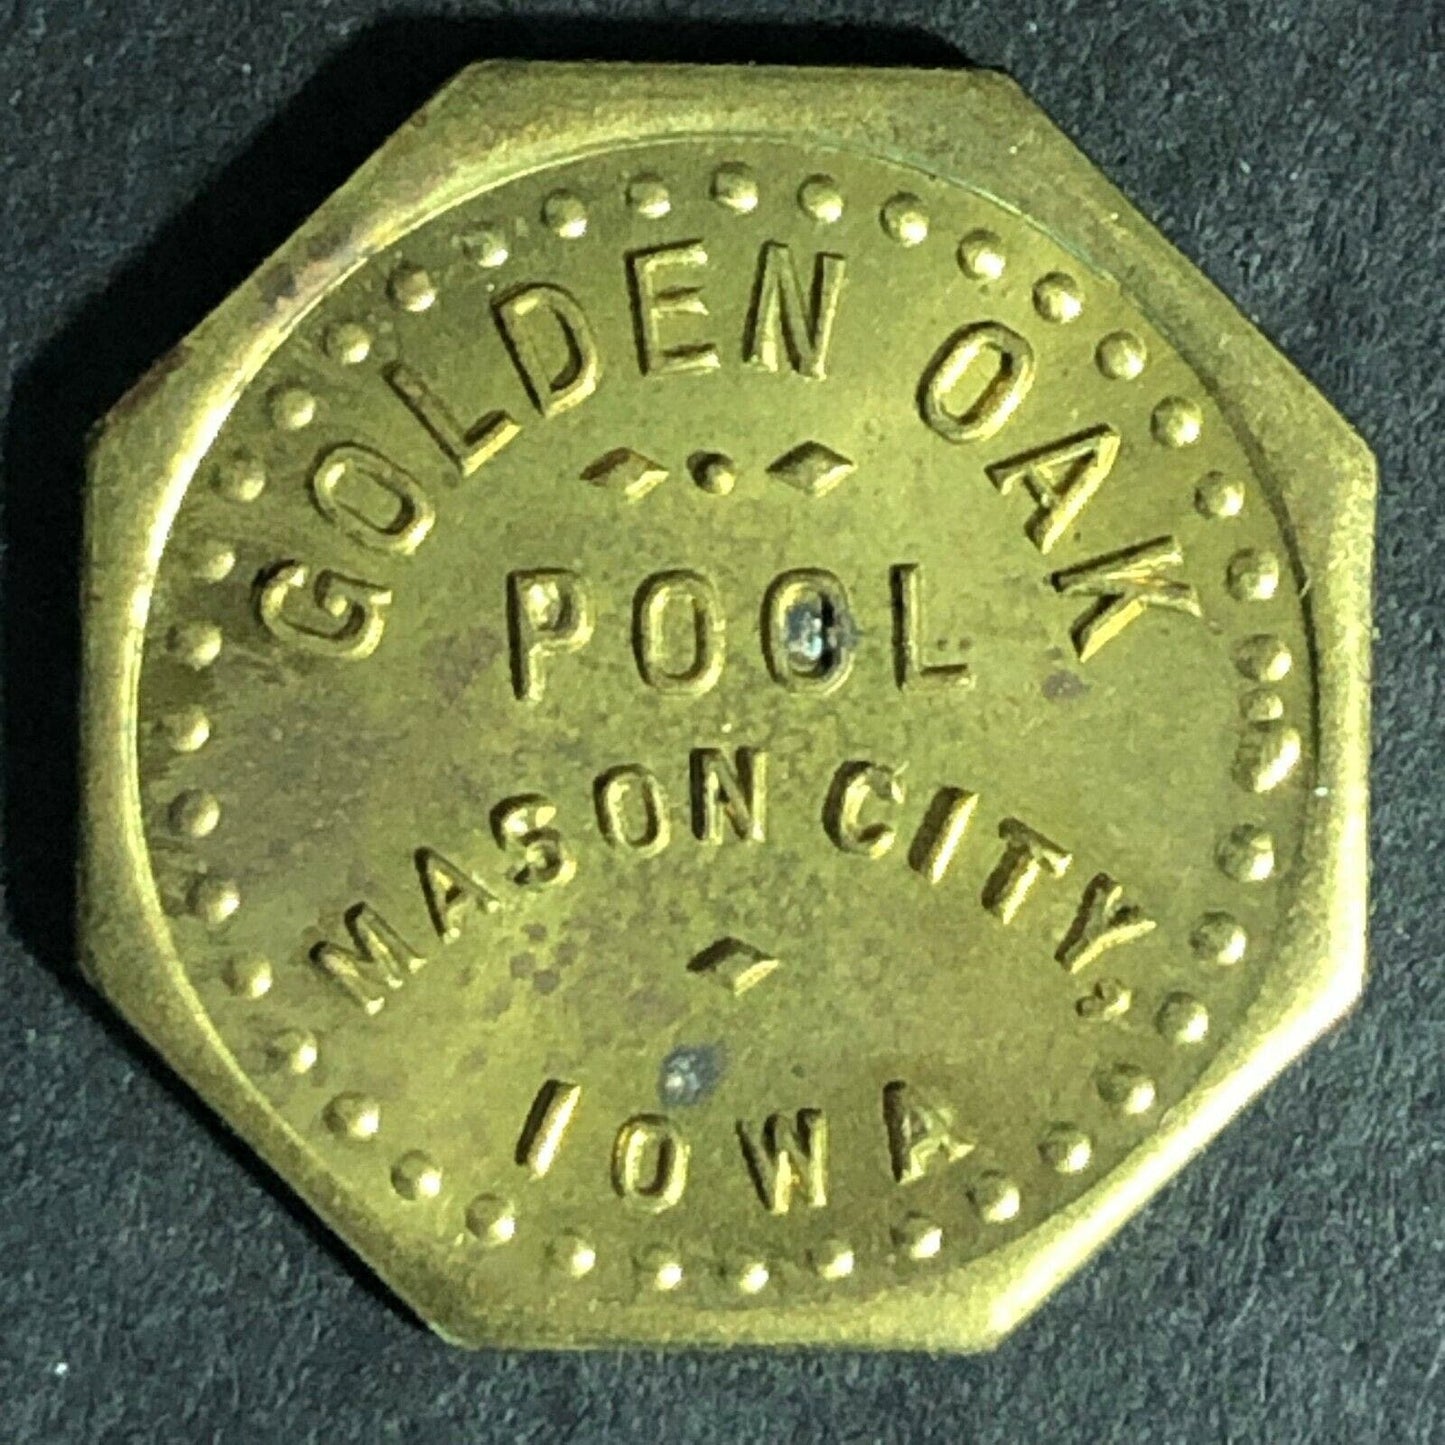 GOLDEN OAK
POOL
MASON CITY,
IOWA